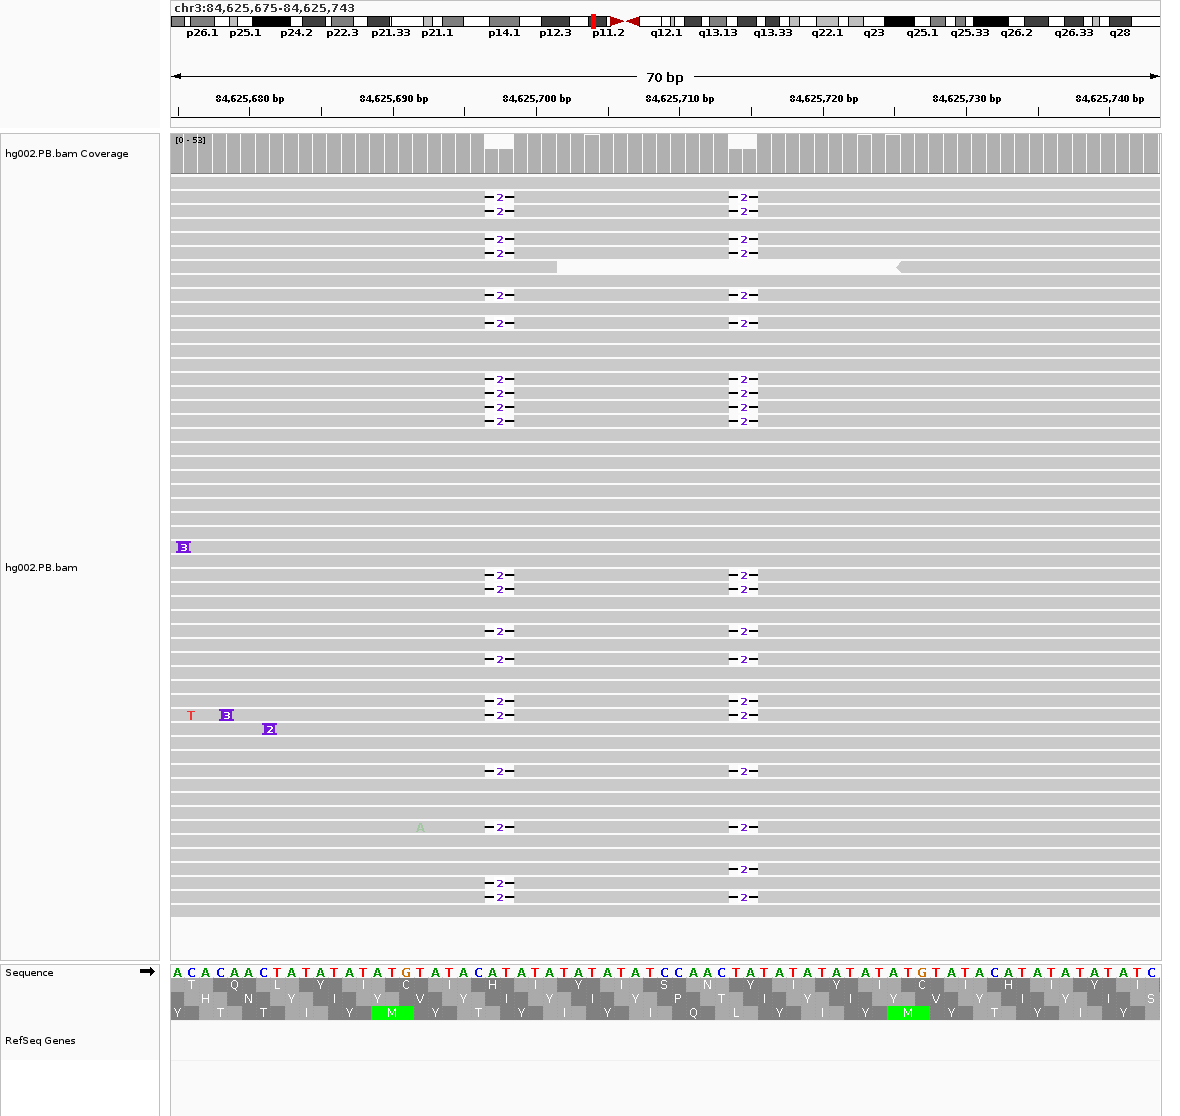 chr3:84,625,675-84,625,743
p26.1 p25.1 p24.2 p22.3 p21.33 p21.1 p14.1 p12.3 p11.2 q12.1 q13.13 q13.33 q22.1 q23 q25.1 q25.33 q26.2 q26.33 q28
70 bp
84,625,680 bp 84,625,690 bp 84,625,700 bp 84,625,710 bp 84,625,720 bp 84,625,730 bp 84,625,740 bp
[0 - 53]
hg002.PB.bam Coverage
2 2
2 2
2 2
2 2
2 2
2 2
2 2
2 2
2 2
2 2
3
hg002.PB.bam
2 2
2 2
2 2
2 2
2 2
T 3 2 2
2
2 2
A 2 2
2
2
2 2
Sequence
A C A C A A C T A T A T A T A T G T A T A C A T A T A T A T A T A T C C A A C T A T A T A T A T A T G T A T A C A T A T A T A T A T C
T Q L Y I C I H I Y I S N Y I Y I C I H I Y I
H N Y I Y V Y I Y I Y P T I Y I Y V Y I Y I S
Y T T I Y M Y T Y I Y I Q L Y I Y M Y T Y I Y
RefSeq Genes